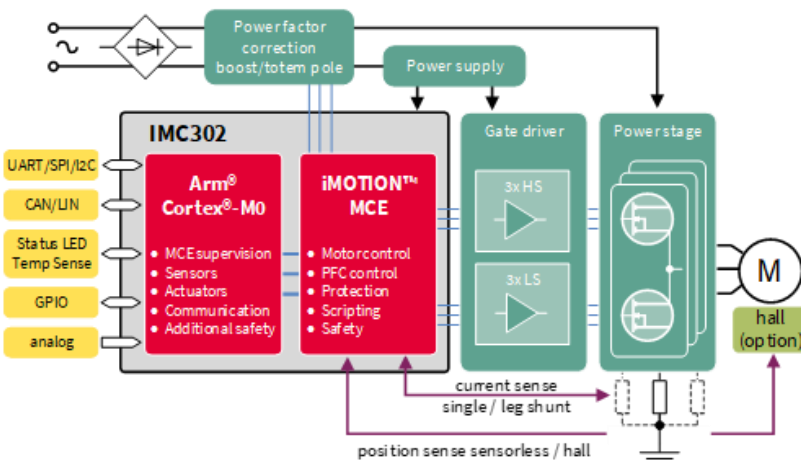 Power factor
correction
boost/totem pole
Power supply
IMC302
Gate driver
Power stage
UART/SPI/I2C
CAN/LIN
Status LED
Temp Sense
GPIO
analog
Arm®
Cortex®-M0
• MCE supervision
• Sensors
• Actuators
• Communication
• Additional safety
iMOTION™
MCE
• Motor control
• PFC control
• Protection
• Scripting
• Safety
3x HS
3x LS
M
hall
(option)
current sense
single / leg shunt
position sense sensorless / hall